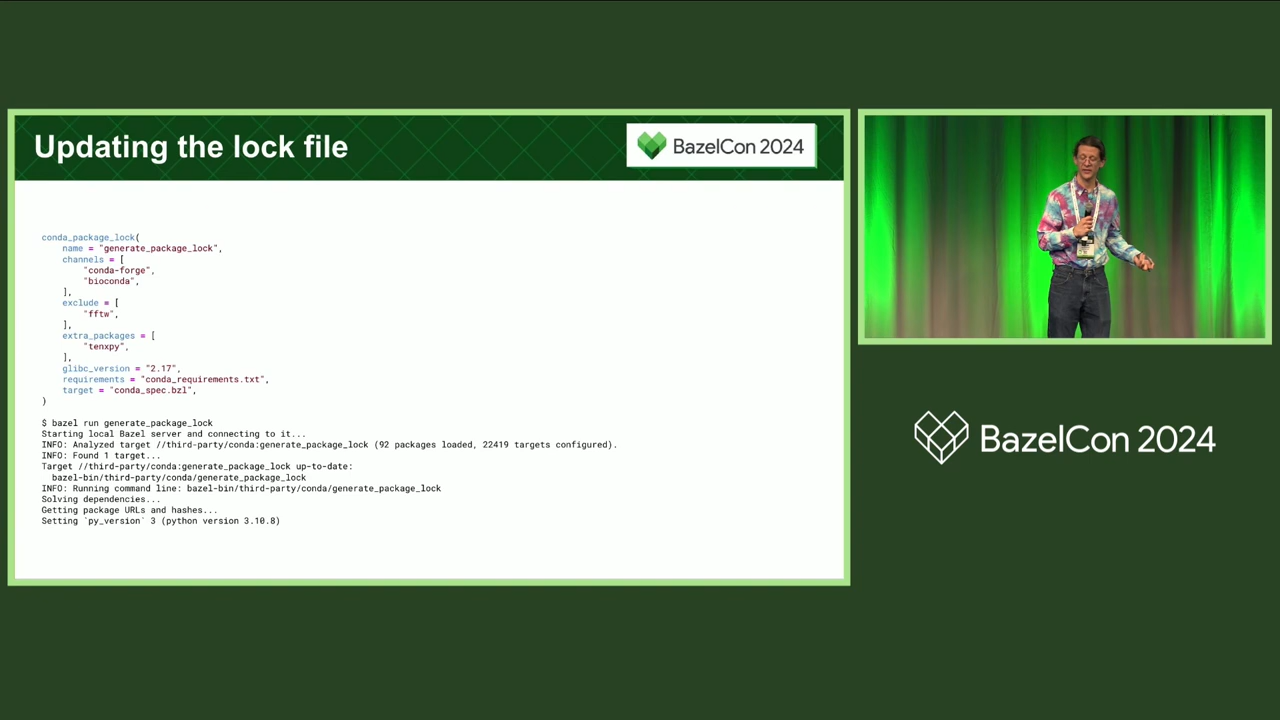 Updating the lock file
BazelCon 2024
conda_package_lock(
    name = "generate_package_lock",
    channels = [
        "conda-forge",
        "bioconda",
    ],
    exclude = [
        "fftw",
    ],
    extra_packages = [
        "tenxpy",
    ],
    glibc_version = "2.17",
    requirements = "conda_requirements.txt",
    target = "conda_spec.bzl",
)
$ bazel run generate_package_lock
Starting local Bazel server and connecting to it...
INFO: Analyzed target //third-party/conda:generate_package_lock (92 packages loaded, 22419 targets configured).
INFO: Found 1 target...
Target //third-party/conda:generate_package_lock up-to-date:
  bazel-bin/third-party/conda/generate_package_lock
INFO: Running command line: bazel-bin/third-party/conda/generate_package_lock
Solving dependencies...
Getting package URLs and hashes...
Setting `py_version` 3 (python version 3.10.8)
BazelCon 2024